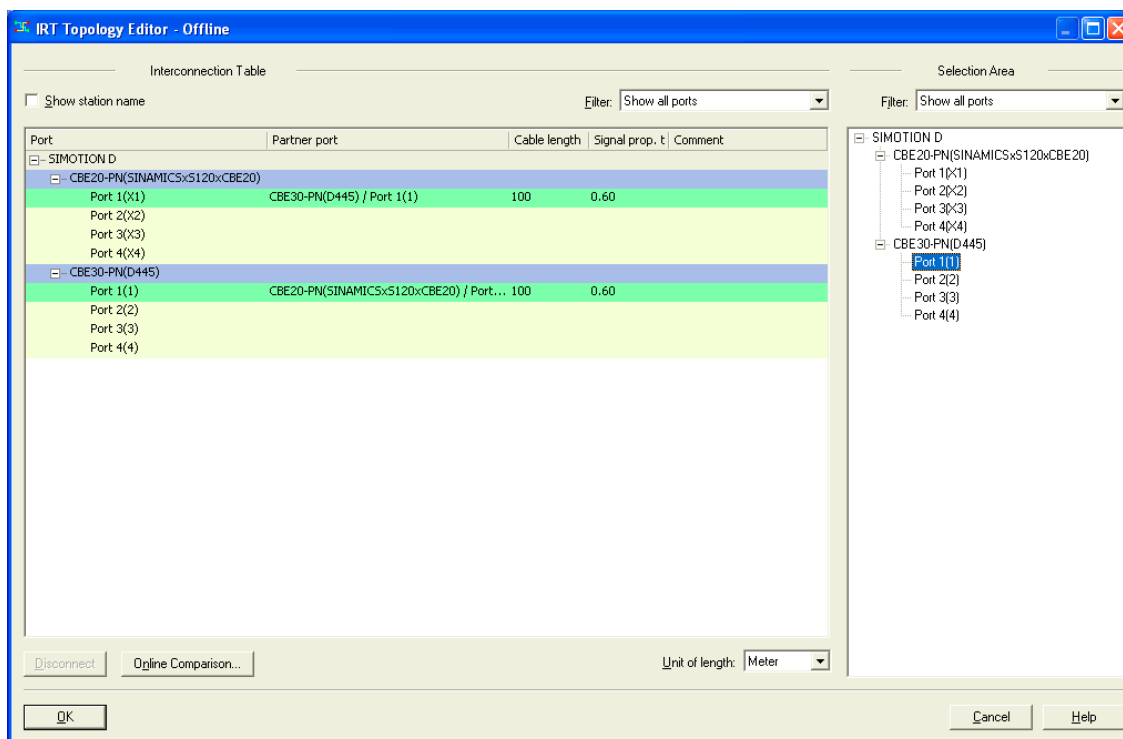 IRT Topology Editor - Offline
Interconnection Table
Selection Area
Show station name
Filter: Show all ports
Filter: Show all ports
Port Partner port Cable length Signal prop. t Comment
SIMOTION D
CBE20-PN(SINAMICSxS120xCBE20)
Port 1(X1) CBE30-PN(D445) / Port 1(1) 100 0.60
Port 2(X2)
Port 3(X3)
Port 4(X4)
CBE30-PN(D445)
Port 1(1) CBE20-PN(SINAMICSxS120xCBE20) / Port... 100 0.60
Port 2(2)
Port 3(3)
Port 4(4)
SIMOTION D
CBE20-PN(SINAMICSxS120xCBE20)
Port 1(X1)
Port 2(X2)
Port 3(X3)
Port 4(X4)
CBE30-PN(D445)
Port 1(1)
Port 2(2)
Port 3(3)
Port 4(4)
Disconnect
Online Comparison...
Unit of length: Meter
OK
Cancel
Help